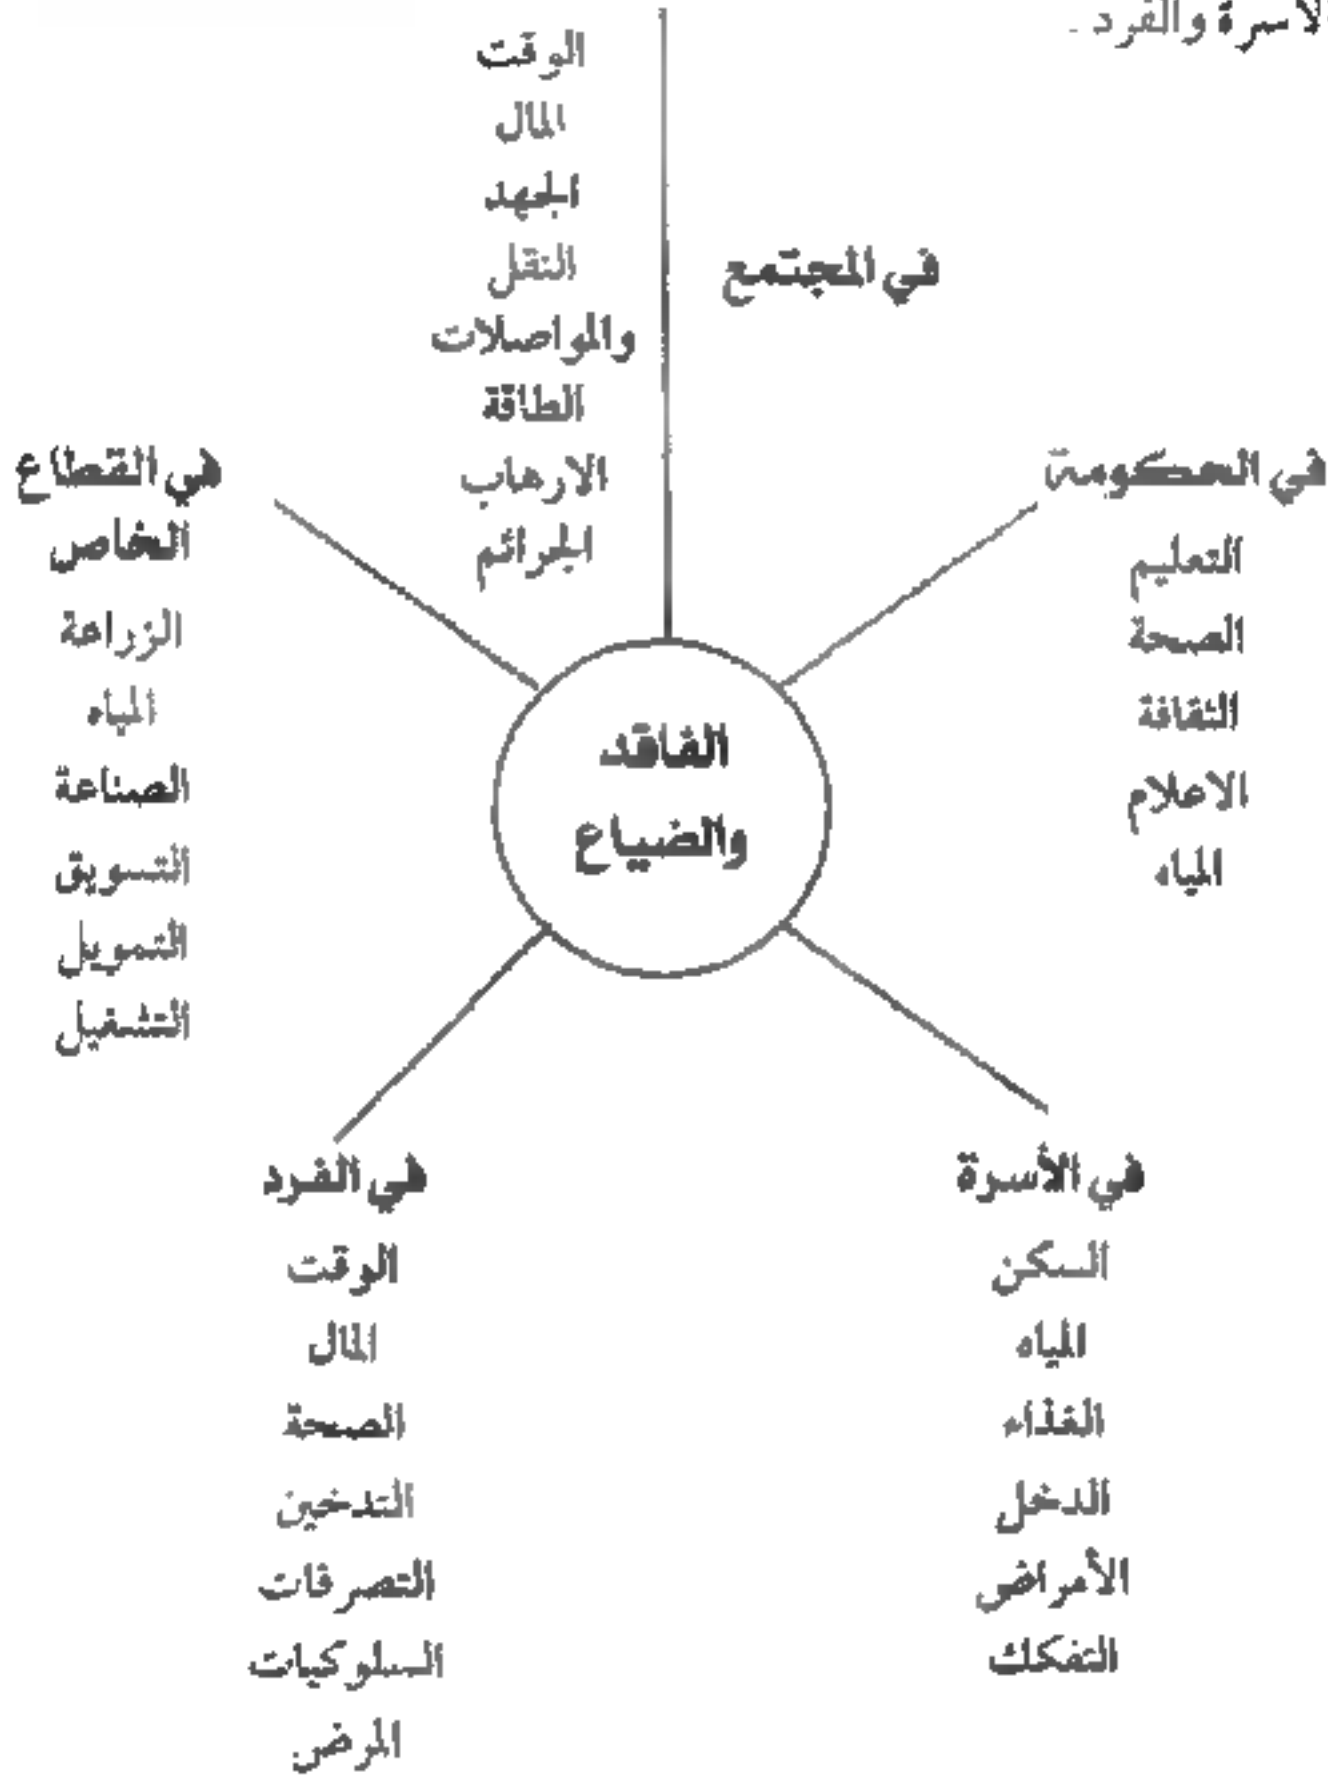 الاسرة والفرد .
في المجتمع
الوقت
المال
الجهد
النقل
والمواصلات
الطاقة
الارهاب
الجرائم
في الحكومة
التعليم
الصحة
الثقافة
الاعلام
المياه
في القطاع
الخاص
الزراعة
المياه
الصناعة
التسويق
التمويل
التشغيل
الفاقد
والضياع
في الأسرة
السكن
المياه
الغذاء
الدخل
الأمراض
التفكك
في الفرد
الوقت
المال
الصحة
التدخين
التصرفات
السلوكيات
المرض